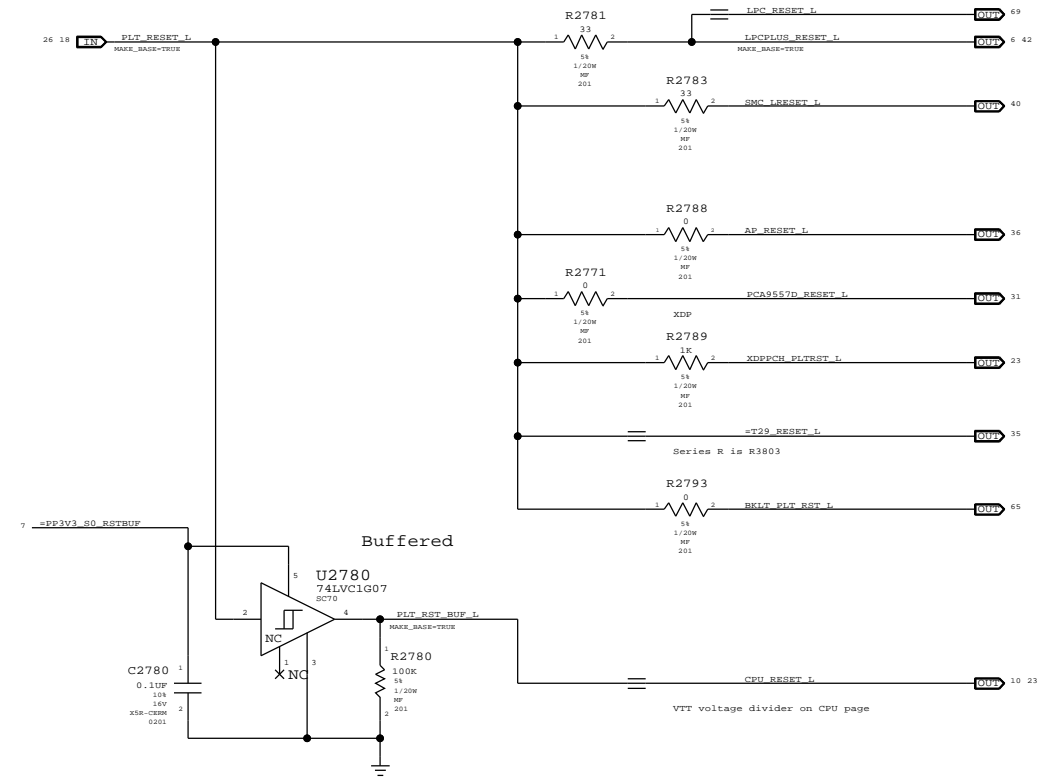 R2781
LPC_RESET_L
OUT 69
26 18 IN PLT_RESET_L
MAKE_BASE=TRUE
33
1 2
LPCPLUS_RESET_L
MAKE_BASE=TRUE
OUT 6 42
5%
1/20W
MF
201
R2783
33
1 2
SMC_LRESET_L
OUT 40
5%
1/20W
MF
201
R2788
0
1 2
AP_RESET_L
OUT 36
5%
1/20W
MF
201
R2771
0
1 2
PCA9557D_RESET_L
OUT 31
5%
1/20W
MF
201
XDP
R2789
1K
1 2
XDPPCH_PLTRST_L
OUT 23
5%
1/20W
MF
201
=T29_RESET_L
OUT 35
Series R is R3803
R2793
0
1 2
BKLT_PLT_RST_L
OUT 65
5%
1/20W
MF
201
7 =PP3V3_S0_RSTBUF
Buffered
5
U2780
74LVC1G07
SC70
2
4
PLT_RST_BUF_L
MAKE_BASE=TRUE
NC
1
3
NC
C2780
1
0.1UF
10%
16V
X5R-CERM
0201
2
1
R2780
100K
5%
1/20W
MF
201
2
CPU_RESET_L
OUT 10 23
VTT voltage divider on CPU page